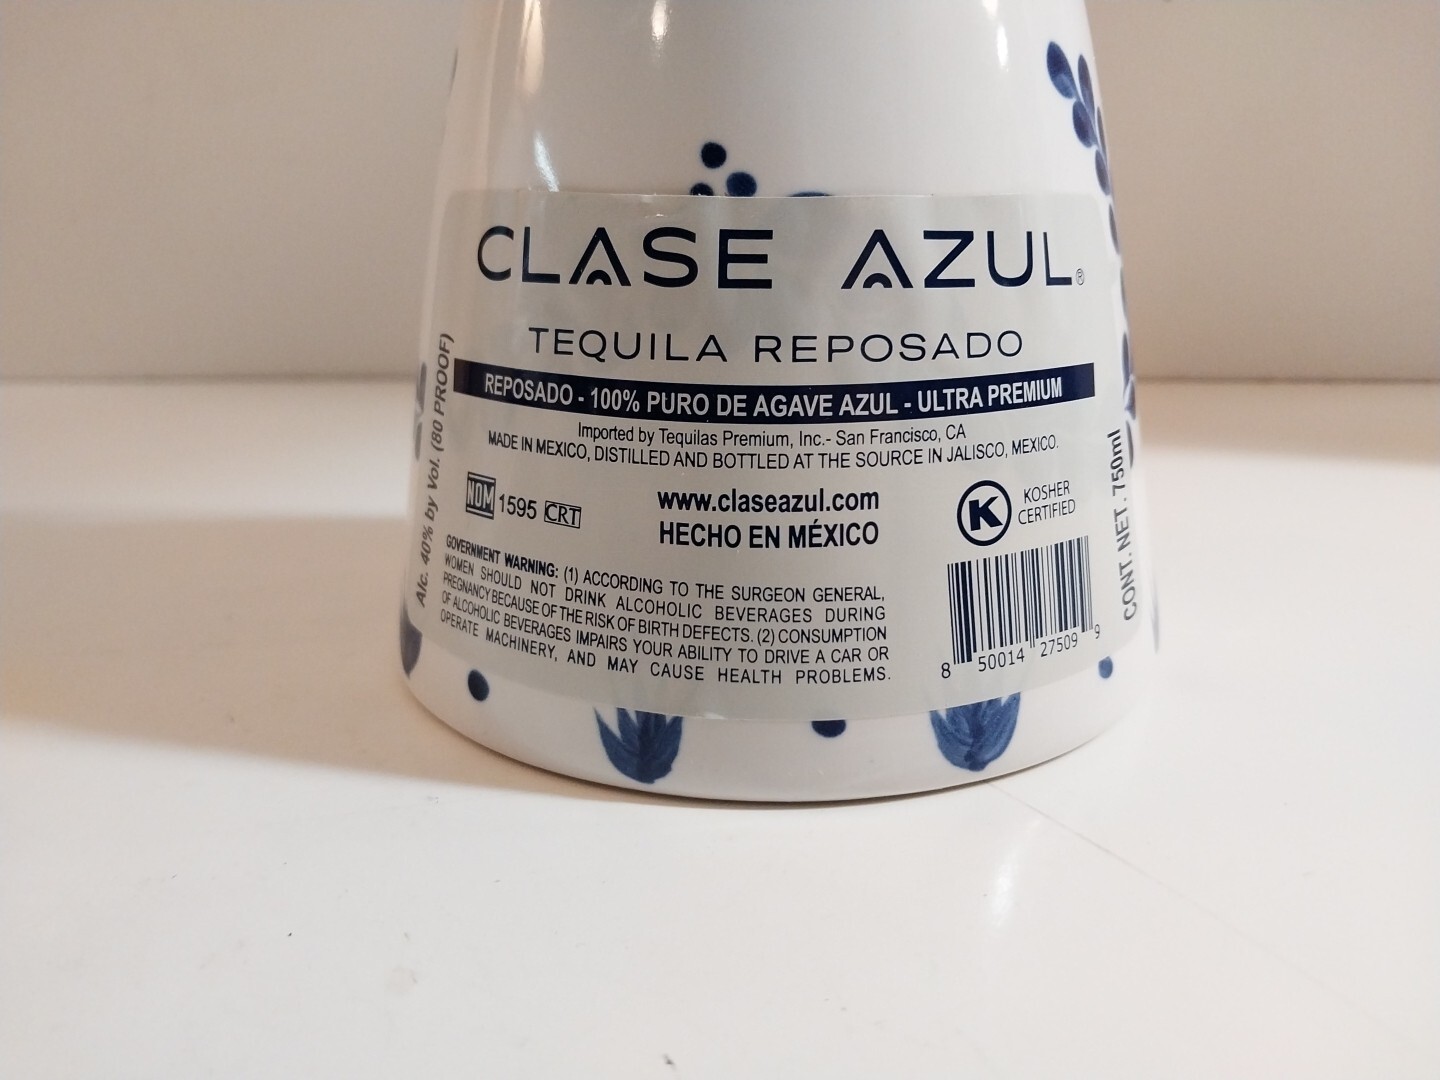 CLASE AZUL®
TEQUILA REPOSADO
REPOSADO - 100% PURO DE AGAVE AZUL - ULTRA PREMIUM
Imported by Tequilas Premium, Inc.- San Francisco, CA
MADE IN MEXICO, DISTILLED AND BOTTLED AT THE SOURCE IN JALISCO, MEXICO.
NOM 1595 CRT
www.claseazul.com
HECHO EN MÉXICO
K
KOSHER
CERTIFIED
GOVERNMENT WARNING: (1) ACCORDING TO THE SURGEON GENERAL,
WOMEN SHOULD NOT DRINK ALCOHOLIC BEVERAGES DURING
PREGNANCY BECAUSE OF THE RISK OF BIRTH DEFECTS. (2) CONSUMPTION
OF ALCOHOLIC BEVERAGES IMPAIRS YOUR ABILITY TO DRIVE A CAR OR
OPERATE MACHINERY, AND MAY CAUSE HEALTH PROBLEMS.
8 50014 27509 9
Alc. 40% by Vol. (80 PROOF)
CONT. NET. 750ml